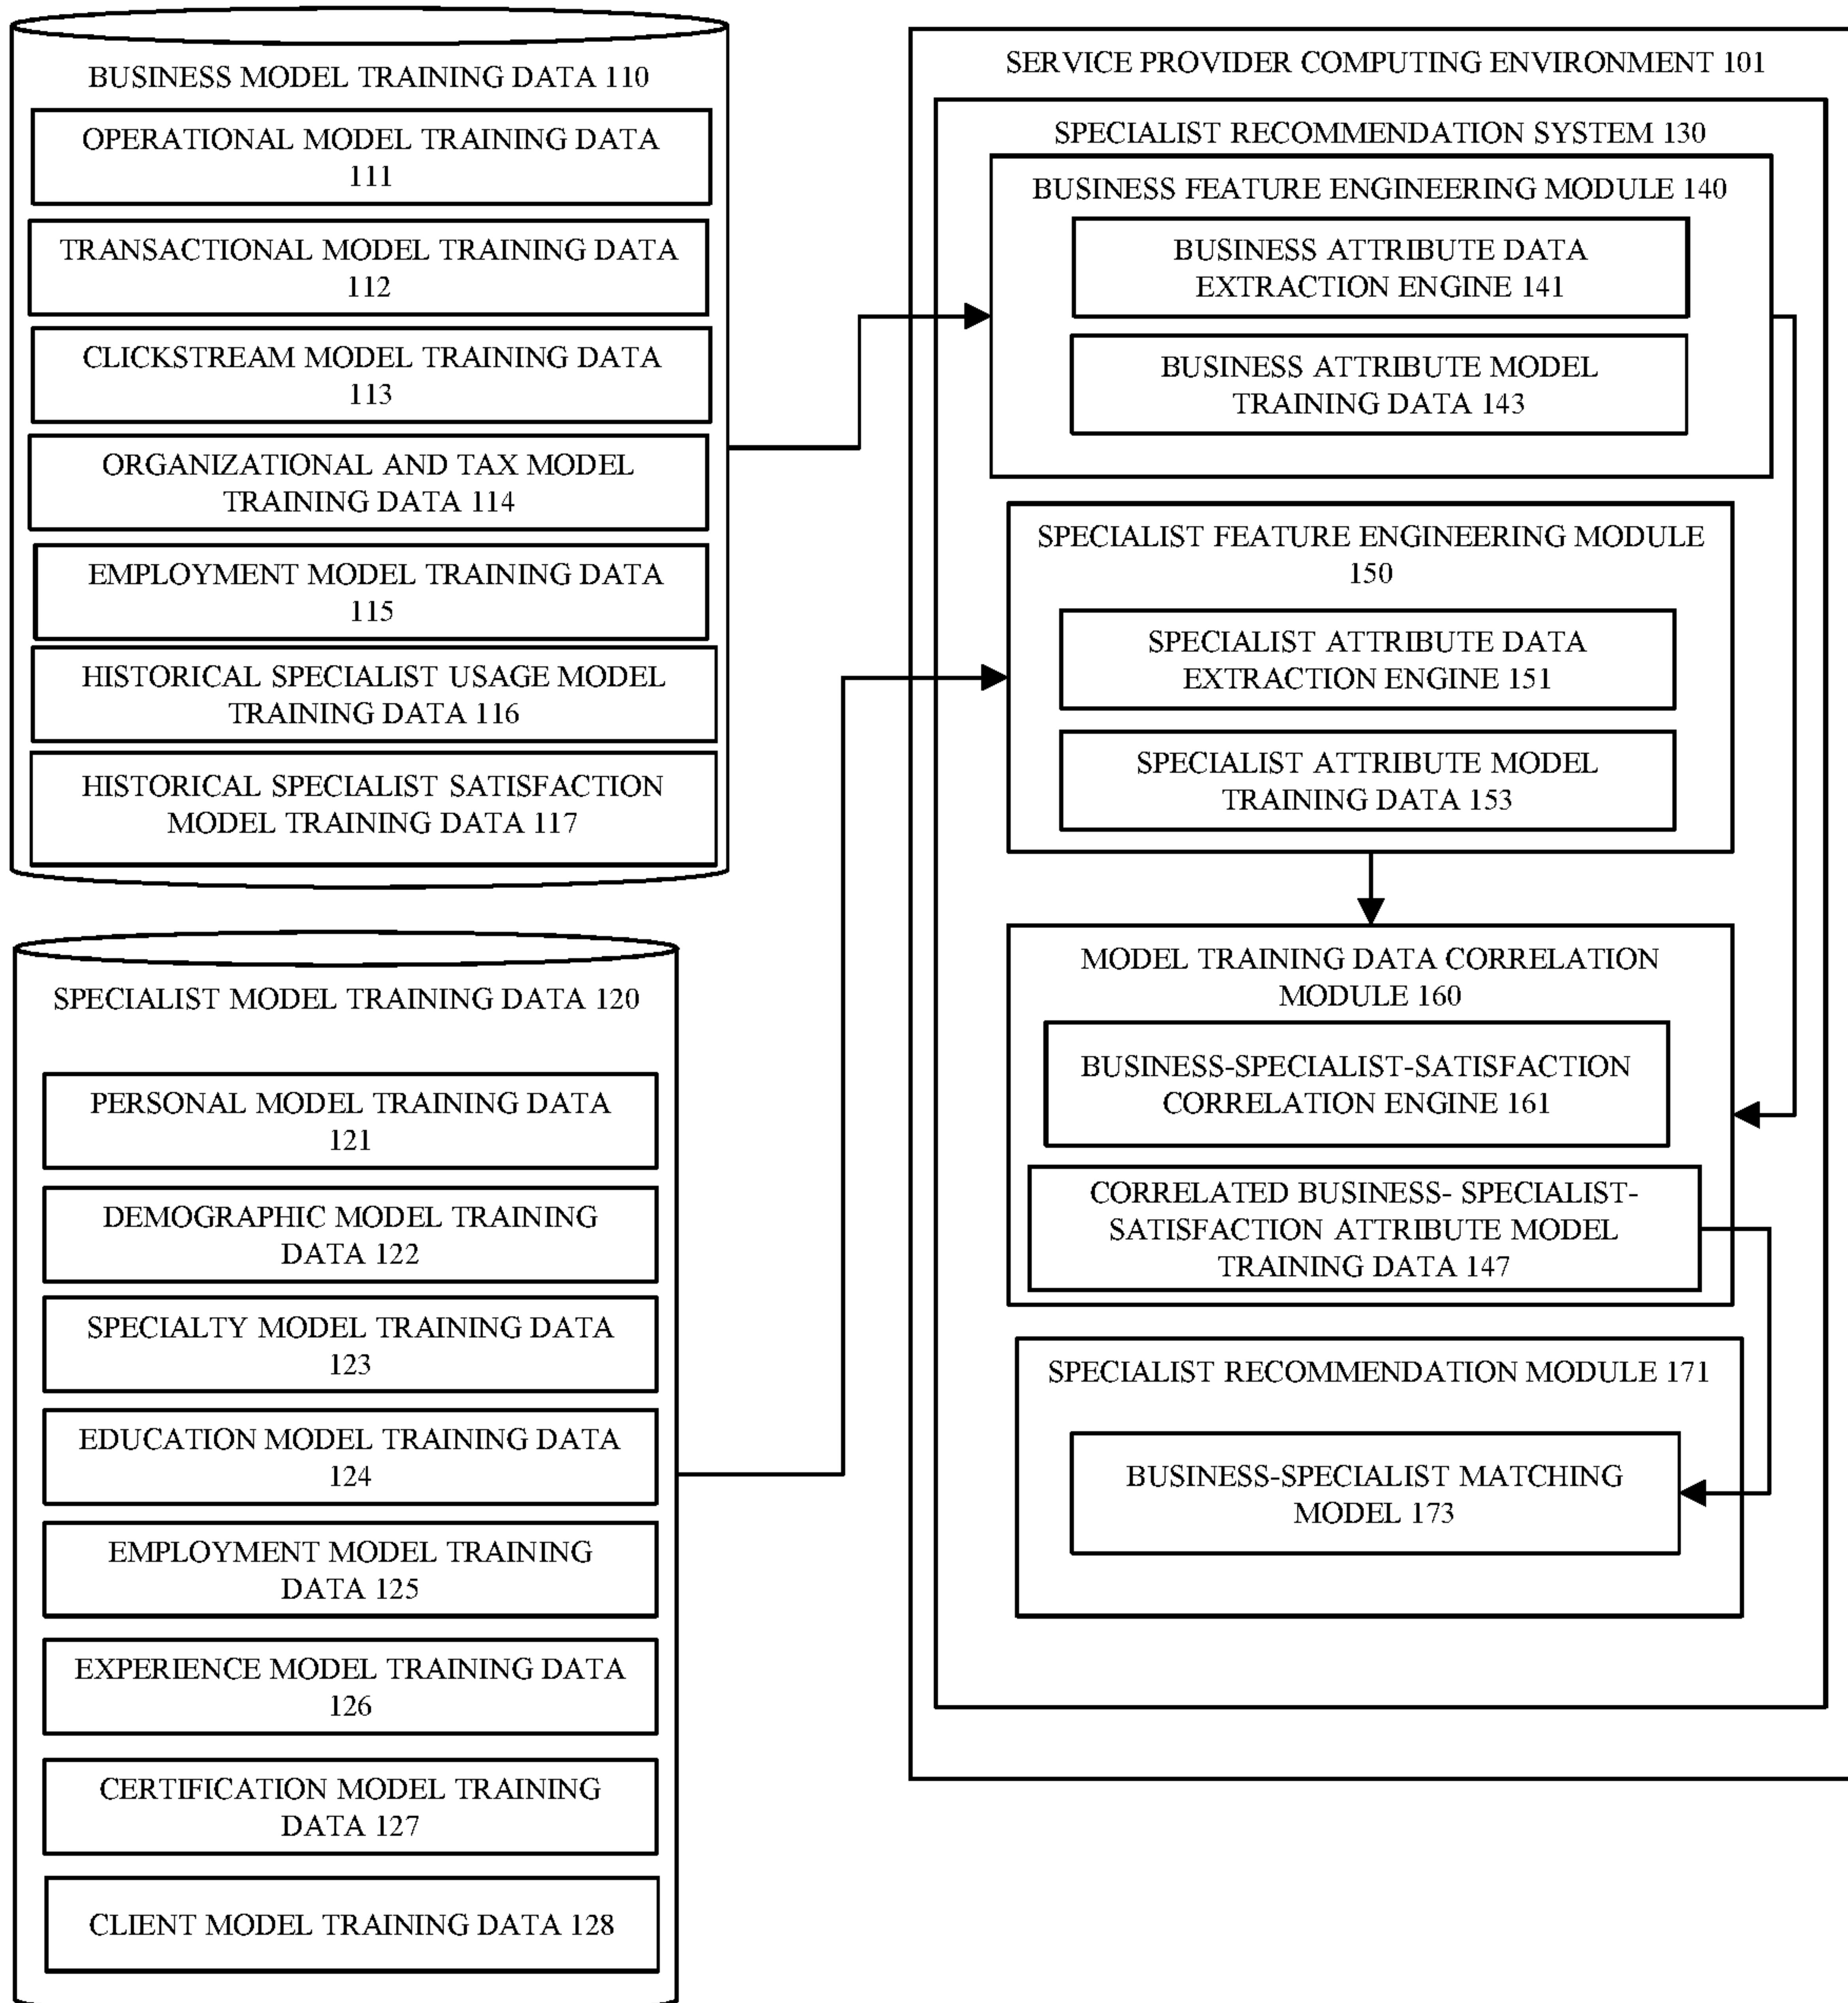 BUSINESS MODEL TRAINING DATA 110
OPERATIONAL MODEL TRAINING DATA
111
TRANSACTIONAL MODEL TRAINING DATA
112
CLICKSTREAM MODEL TRAINING DATA
113
ORGANIZATIONAL AND TAX MODEL
TRAINING DATA 114
EMPLOYMENT MODEL TRAINING DATA
115
HISTORICAL SPECIALIST USAGE MODEL
TRAINING DATA 116
HISTORICAL SPECIALIST SATISFACTION
MODEL TRAINING DATA 117
SPECIALIST MODEL TRAINING DATA 120
PERSONAL MODEL TRAINING DATA
121
DEMOGRAPHIC MODEL TRAINING
DATA 122
SPECIALTY MODEL TRAINING DATA
123
EDUCATION MODEL TRAINING DATA
124
EMPLOYMENT MODEL TRAINING
DATA 125
EXPERIENCE MODEL TRAINING DATA
126
CERTIFICATION MODEL TRAINING
DATA 127
CLIENT MODEL TRAINING DATA 128
SERVICE PROVIDER COMPUTING ENVIRONMENT 101
SPECIALIST RECOMMENDATION SYSTEM 130
BUSINESS FEATURE ENGINEERING MODULE 140
BUSINESS ATTRIBUTE DATA
EXTRACTION ENGINE 141
BUSINESS ATTRIBUTE MODEL
TRAINING DATA 143
SPECIALIST FEATURE ENGINEERING MODULE
150
SPECIALIST ATTRIBUTE DATA
EXTRACTION ENGINE 151
SPECIALIST ATTRIBUTE MODEL
TRAINING DATA 153
MODEL TRAINING DATA CORRELATION
MODULE 160
BUSINESS-SPECIALIST-SATISFACTION
CORRELATION ENGINE 161
CORRELATED BUSINESS- SPECIALIST-
SATISFACTION ATTRIBUTE MODEL
TRAINING DATA 147
SPECIALIST RECOMMENDATION MODULE 171
BUSINESS-SPECIALIST MATCHING
MODEL 173